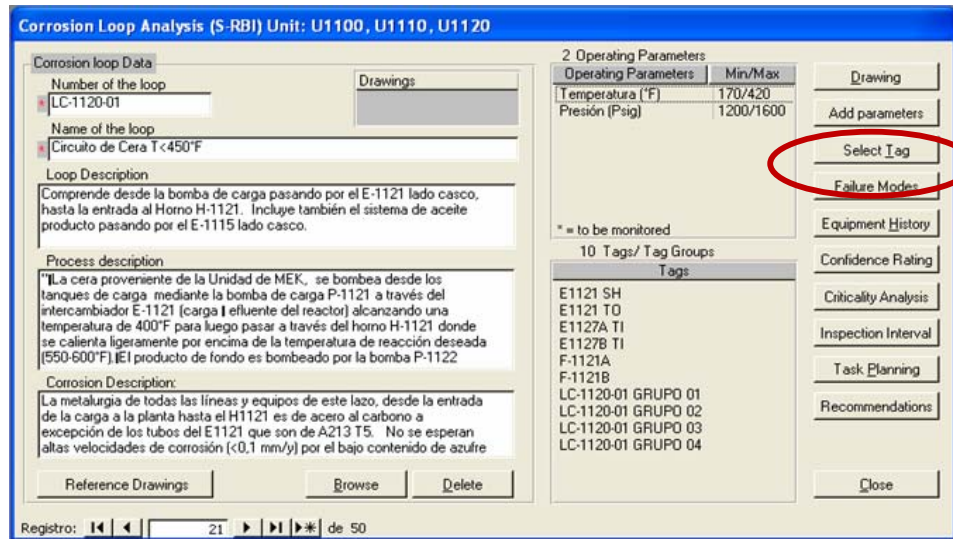 Corrosion Loop Analysis (S-RBI) Unit: U1100, U1110, U1120
Corrosion loop Data
Number of the loop
* LC-1120-01
Drawings
Name of the loop
* Circuito de Cera T<450°F
Loop Description
Comprende desde la bomba de carga pasando por el E-1121 lado casco,
hasta la entrada al Horno H-1121. Incluye también el sistema de aceite
producto pasando por el E-1115 lado casco.
Process description
"|La cera proveniente de la Unidad de MEK, se bombea desde los
tanques de carga mediante la bomba de carga P-1121 a través del
intercambiador E-1121 (carga | efluente del reactor) alcanzando una
temperatura de 400°F para luego pasar a través del horno H-1121 donde
se calienta ligeramente por encima de la temperatura de reacción deseada
(550-600°F).|El producto de fondo es bombeado por la bomba P-1122
Corrosion Description:
La metalurgia de todas las líneas y equipos de este lazo, desde la entrada
de la carga a la planta hasta el H1121 es de acero al carbono a
excepción de los tubos del E1121 que son de A213 T5. No se esperan
altas velocidades de corrosión (<0,1 mm/y) por el bajo contenido de azufre
Reference Drawings
Browse
Delete
Registro: 21 de 50
2 Operating Parameters
Operating Parameters Min/Max
Temperatura (°F) 170/420
Presión (Psig) 1200/1600
* = to be monitored
10 Tags/ Tag Groups
Tags
E1121 SH
E1121 TO
E1127A TI
E1127B TI
F-1121A
F-1121B
LC-1120-01 GRUPO 01
LC-1120-01 GRUPO 02
LC-1120-01 GRUPO 03
LC-1120-01 GRUPO 04
Drawing
Add parameters
Select Tag
Failure Modes
Equipment History
Confidence Rating
Criticality Analysis
Inspection Interval
Task Planning
Recommendations
Close